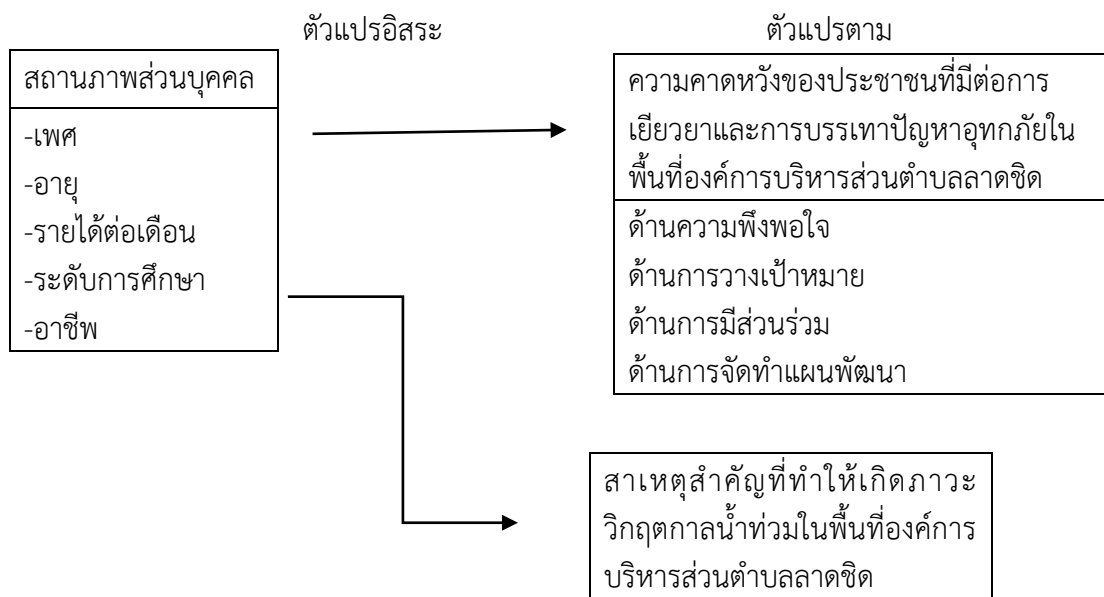 ตัวแปรอิสระ
ตัวแปรตาม
สถานภาพส่วนบุคคล
-เพศ
-อายุ
-รายได้ต่อเดือน
-ระดับการศึกษา
-อาชีพ
ความคาดหวังของประชาชนที่มีต่อการ
เยียวยาและการบรรเทาปัญหาอุทกภัยใน
พื้นที่องค์การบริหารส่วนตำบลลาดชิด
ด้านความพึงพอใจ
ด้านการวางเป้าหมาย
ด้านการมีส่วนร่วม
ด้านการจัดทำแผนพัฒนา
สาเหตุสำคัญที่ทำให้เกิดภาวะ
วิกฤตกาลน้ำท่วมในพื้นที่องค์การ
บริหารส่วนตำบลลาดชิด